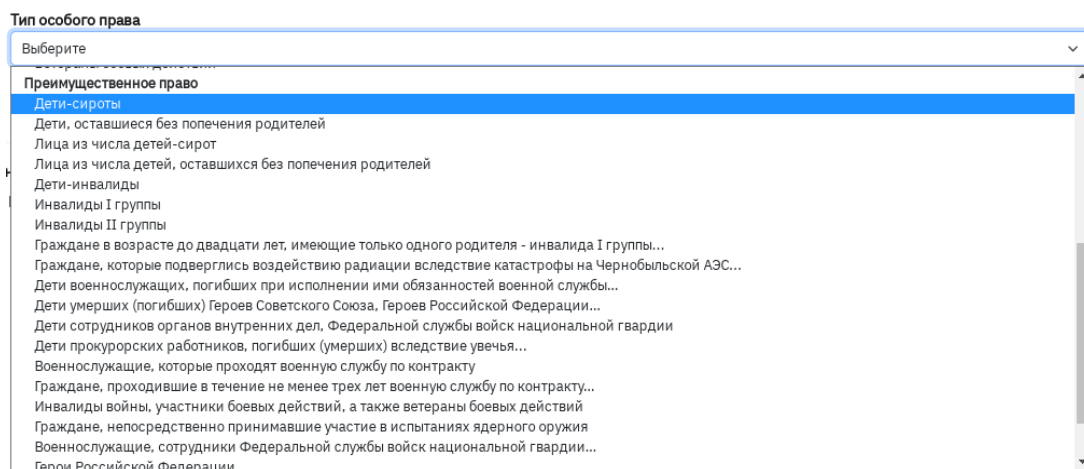 Тип особого права
Выберите
Преимущественное право
Дети-сироты
Дети, оставшиеся без попечения родителей
Лица из числа детей-сирот
Лица из числа детей, оставшихся без попечения родителей
Дети-инвалиды
Инвалиды I группы
Инвалиды II группы
Граждане в возрасте до двадцати лет, имеющие только одного родителя - инвалида I группы...
Граждане, которые подверглись воздействию радиации вследствие катастрофы на Чернобыльской АЭС...
Дети военнослужащих, погибших при исполнении ими обязанностей военной службы...
Дети умерших (погибших) Героев Советского Союза, Героев Российской Федерации...
Дети сотрудников органов внутренних дел, Федеральной службы войск национальной гвардии
Дети прокурорских работников, погибших (умерших) вследствие увечья...
Военнослужащие, которые проходят военную службу по контракту
Граждане, проходившие в течение не менее трех лет военную службу по контракту...
Инвалиды войны, участники боевых действий, а также ветераны боевых действий
Граждане, непосредственно принимавшие участие в испытаниях ядерного оружия
Военнослужащие, сотрудники Федеральной службы войск национальной гвардии...
Герои Российской Федерации